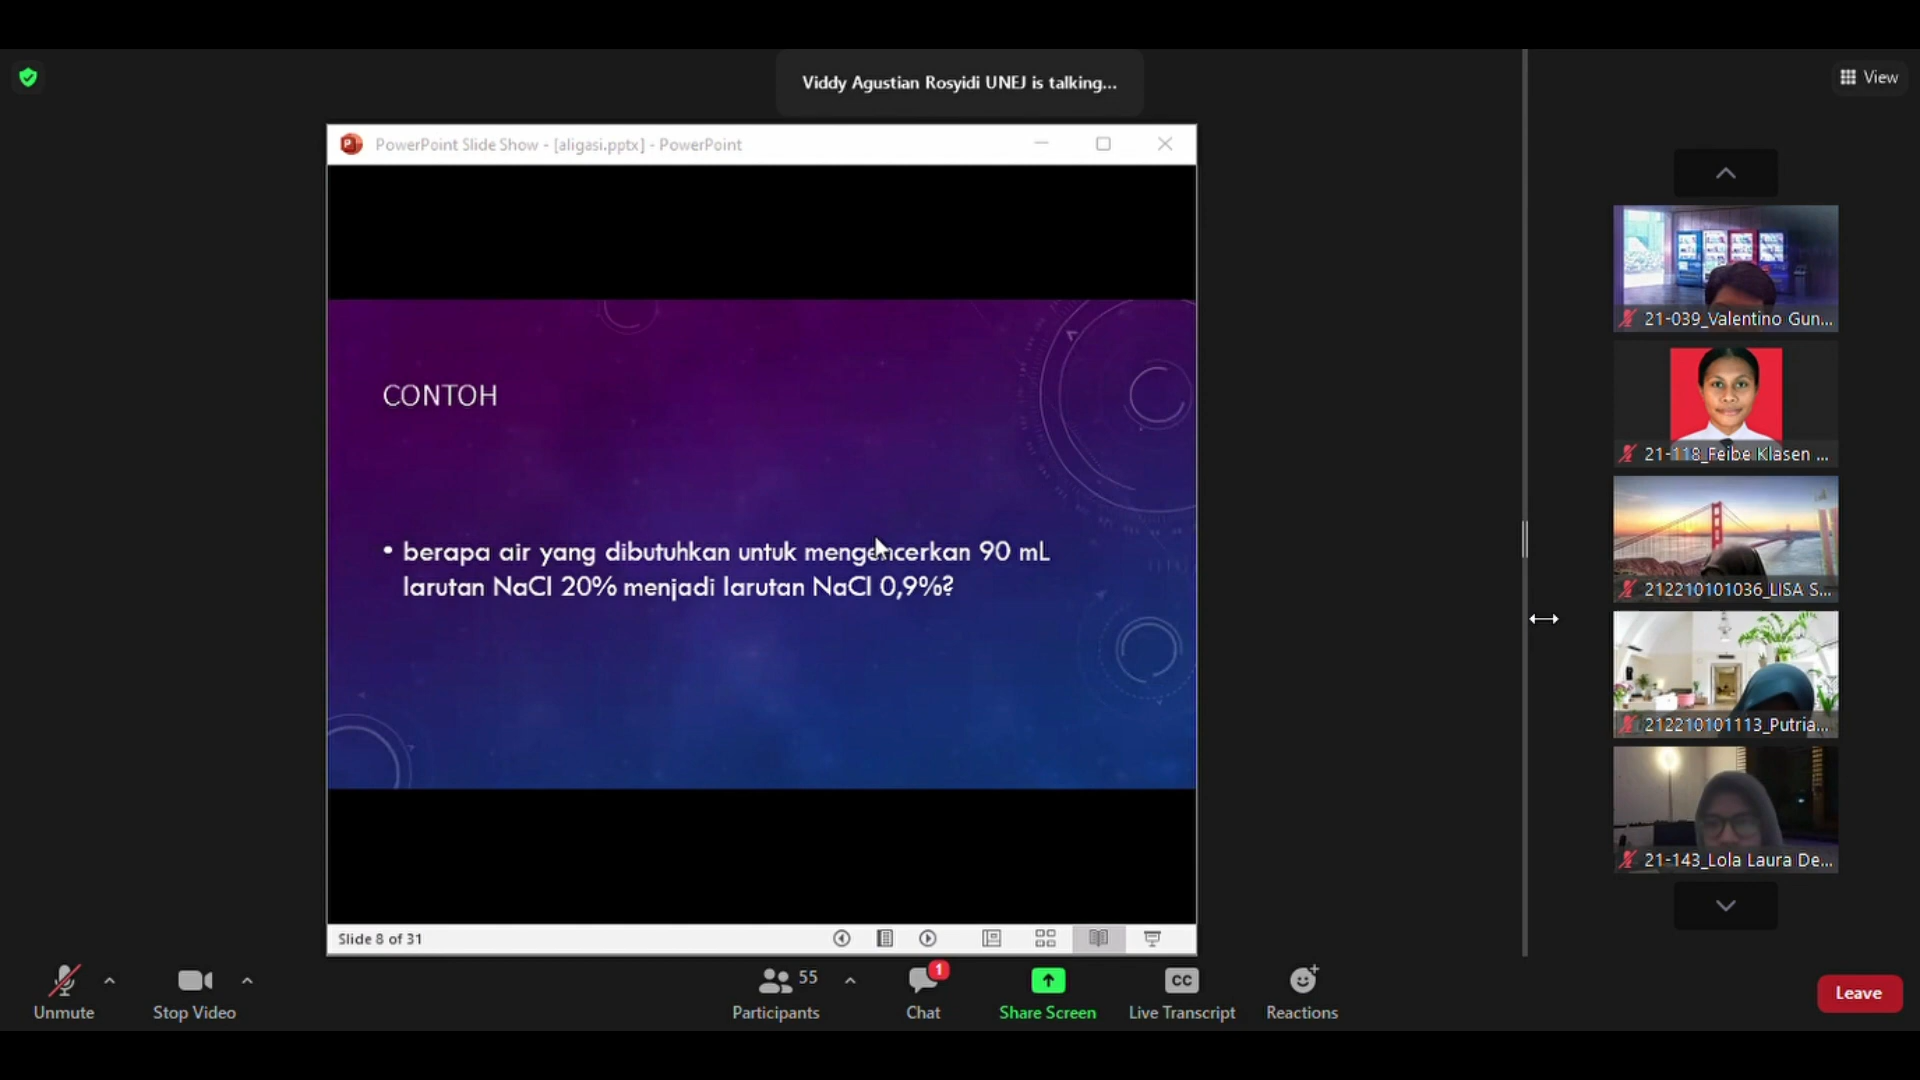 Viddy Agustian Rosyidi UNEJ is talking...
View
PowerPoint Slide Show - [aligasi.pptx] - PowerPoint
CONTOH
• berapa air yang dibutuhkan untuk mengencerkan 90 mL
larutan NaCl 20% menjadi larutan NaCl 0,9%?
Slide 8 of 31
21-039_Valentino Gun...
21-118_Feibe Klasen ...
212210101036_LISA S...
212210101113_Putria...
21-143_Lola Laura De...
Unmute
Stop Video
55
Participants
1
Chat
Share Screen
CC
Live Transcript
Reactions
Leave